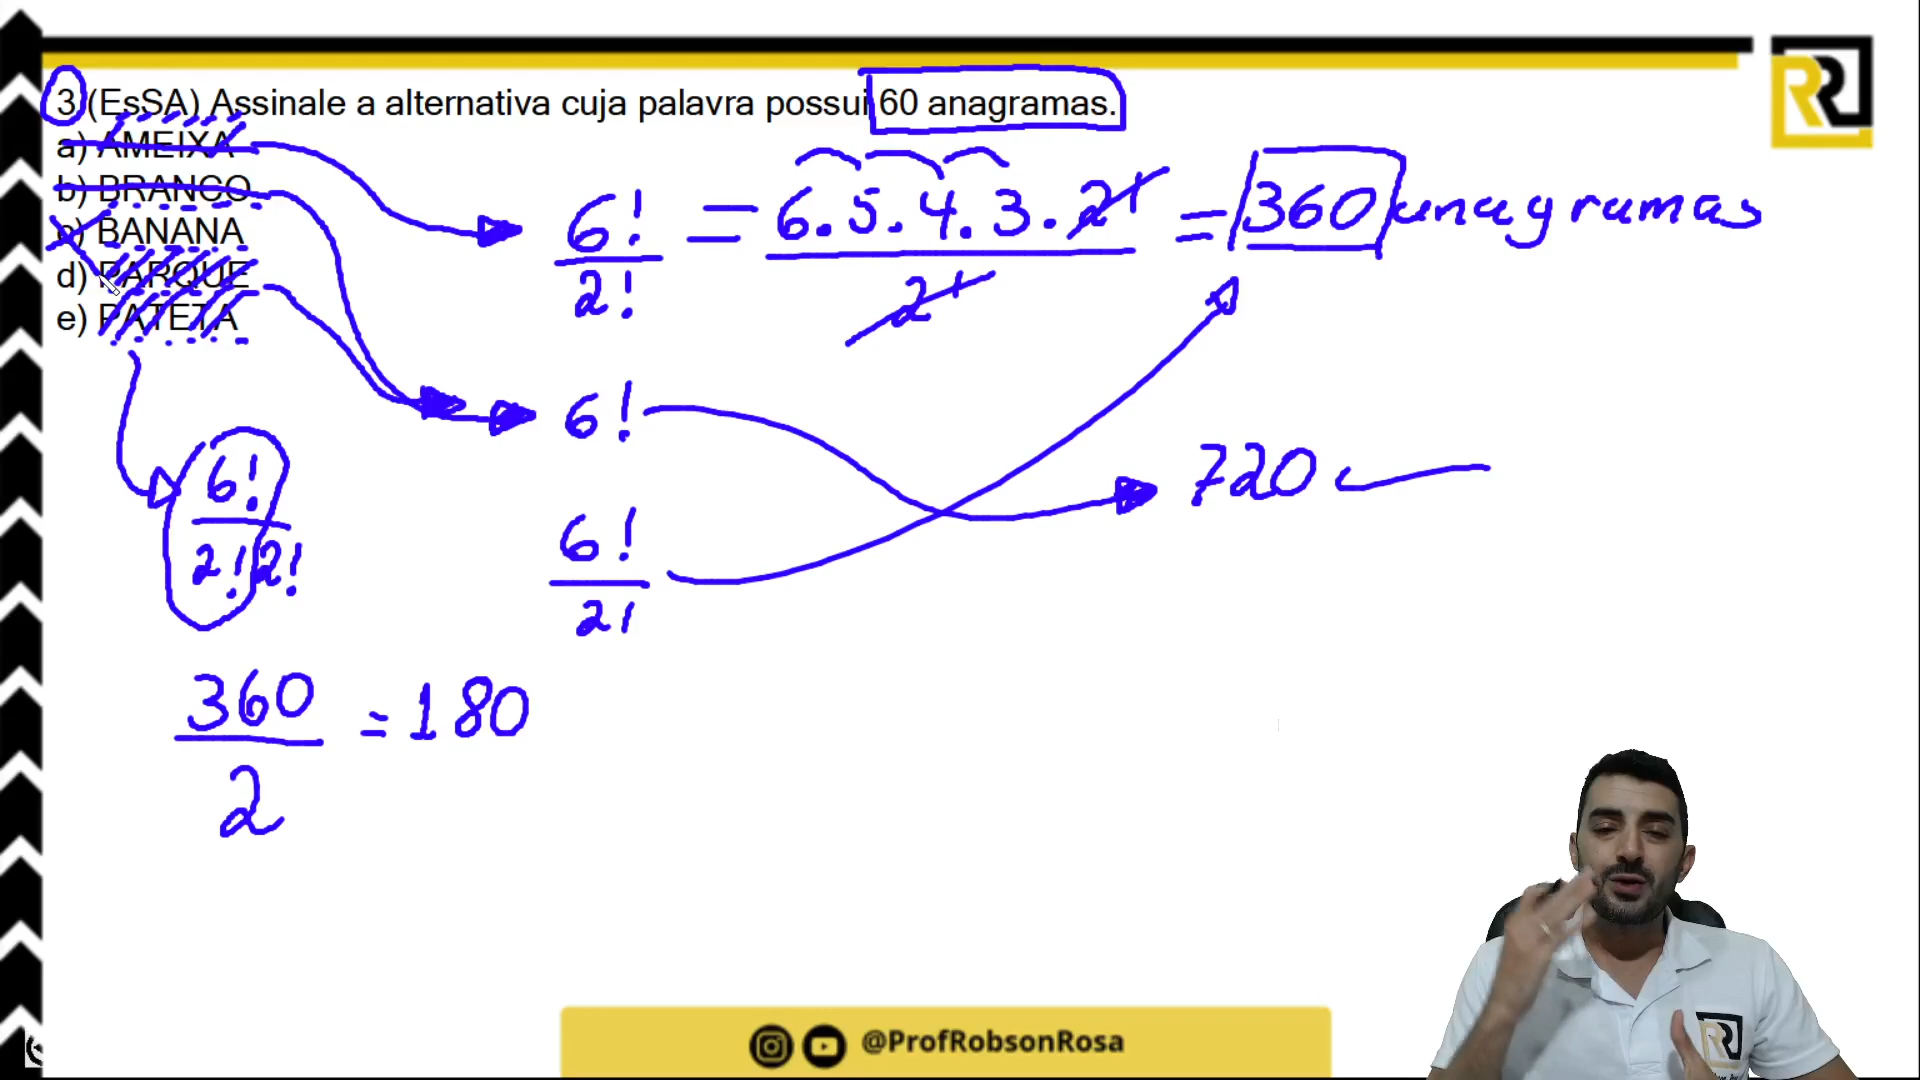 3 (EsSA) Assinale a alternativa cuja palavra possui 60 anagramas.
a) AMEIXA
b) BRANCO
c) BANANA
d) PARQUE
e) PATETA
6!/2! = 6.5.4.3.2!/2! = 360 anagramas
6!
720
6!/2!2!
6!/2!
360/2 = 180
@ProfRobsonRosa